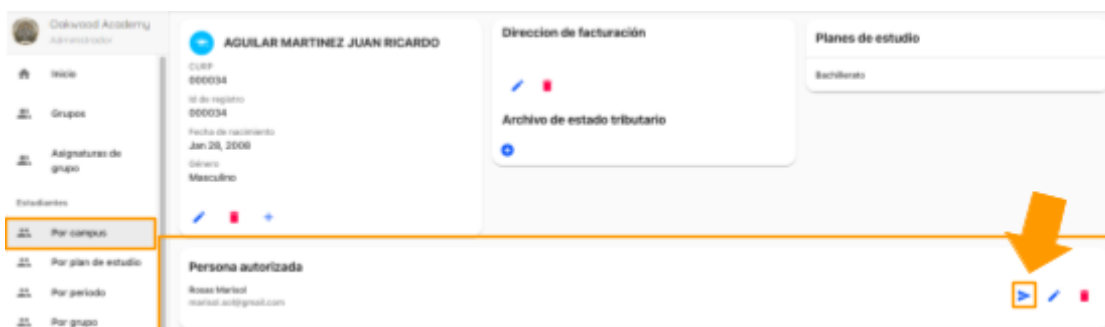 Oakwood Academy
Administrador
Inicio
Grupos
Asignaturas de
grupo
Estudiantes
Por campus
Por plan de estudio
Por periodo
Por grupo
AGUILAR MARTINEZ JUAN RICARDO
CURP
000034
Id de registro
000034
Fecha de nacimiento
Jan 28, 2008
Género
Masculino
Direccion de facturación
Archivo de estado tributario
Planes de estudio
Bachillerato
Persona autorizada
Rosas Marisol
marisol.sol@gmail.com